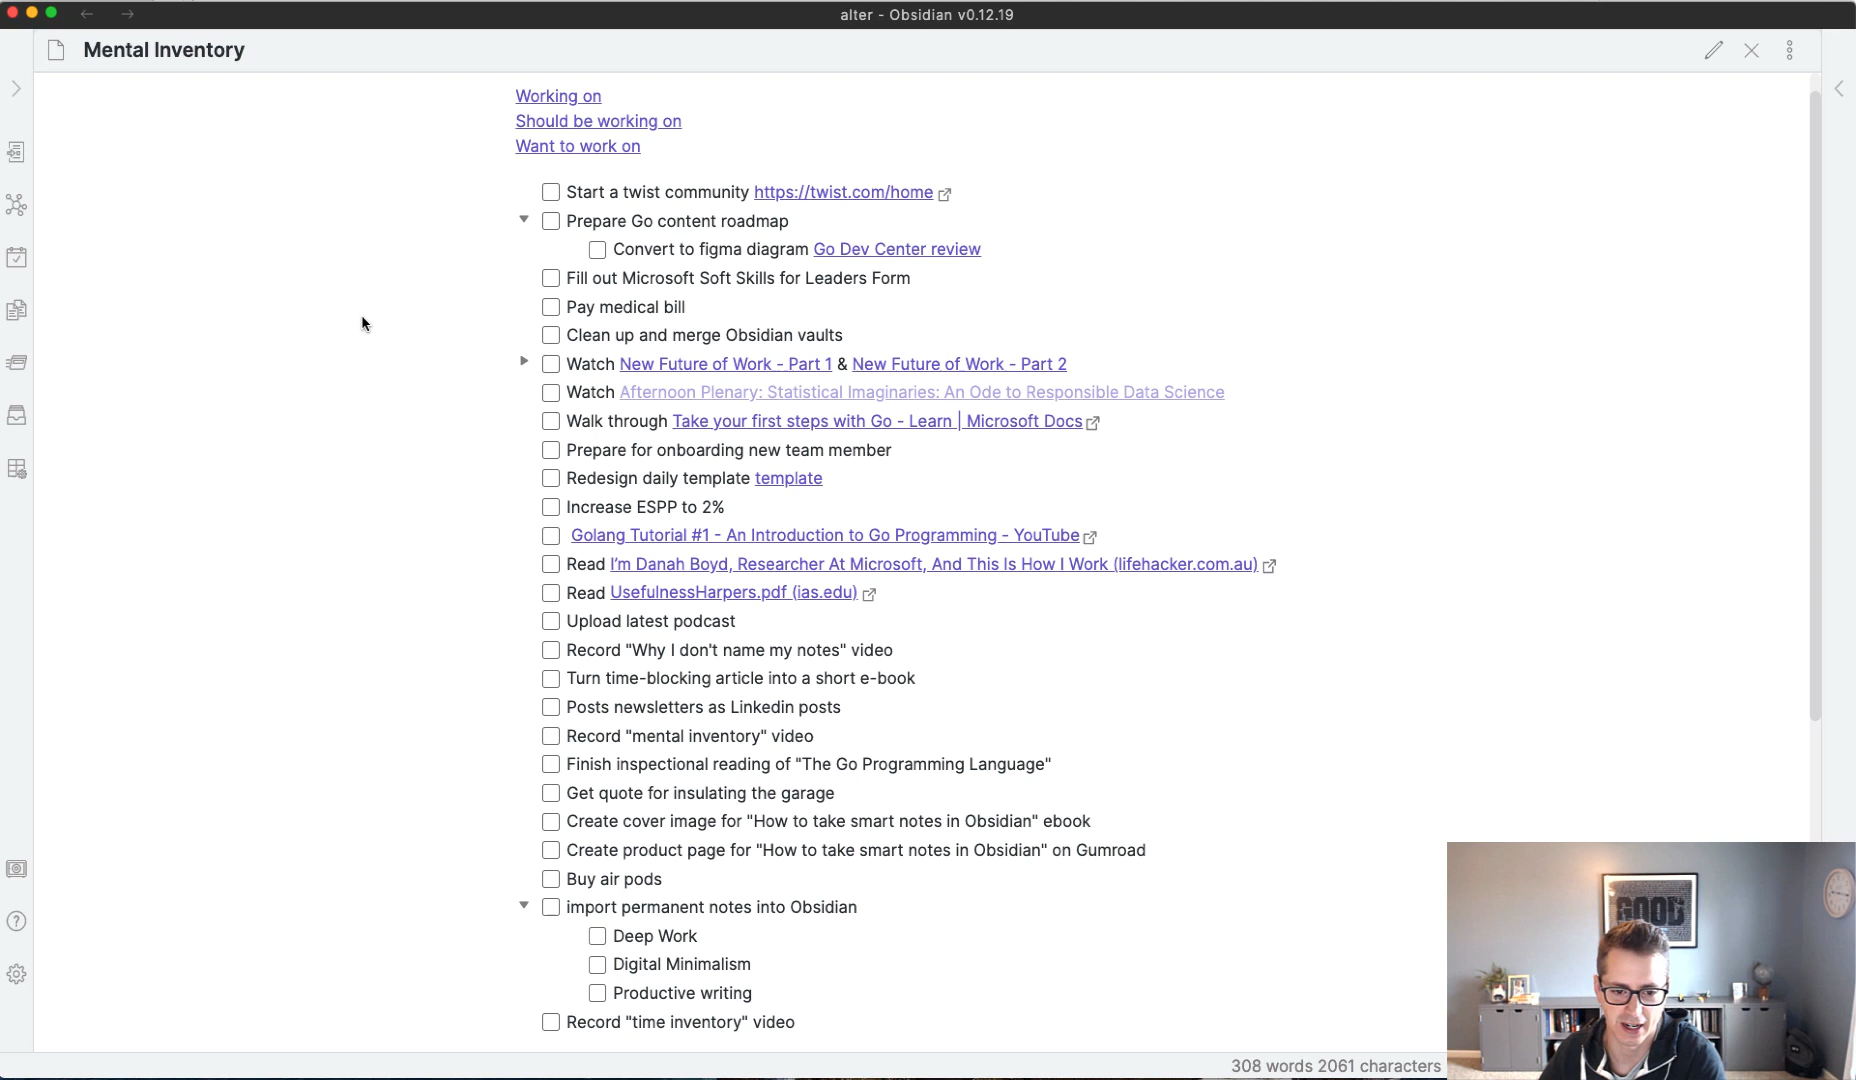 alter - Obsidian v0.12.19
Mental Inventory
Working on
Should be working on
Want to work on
Start a twist community https://twist.com/home
Prepare Go content roadmap
Convert to figma diagram Go Dev Center review
Fill out Microsoft Soft Skills for Leaders Form
Pay medical bill
Clean up and merge Obsidian vaults
Watch New Future of Work - Part 1 & New Future of Work - Part 2
Watch Afternoon Plenary: Statistical Imaginaries: An Ode to Responsible Data Science
Walk through Take your first steps with Go - Learn | Microsoft Docs
Prepare for onboarding new team member
Redesign daily template template
Increase ESPP to 2%
Golang Tutorial #1 - An Introduction to Go Programming - YouTube
Read I'm Danah Boyd, Researcher At Microsoft, And This Is How I Work (lifehacker.com.au)
Read UsefulnessHarpers.pdf (ias.edu)
Upload latest podcast
Record "Why I don't name my notes" video
Turn time-blocking article into a short e-book
Posts newsletters as Linkedin posts
Record "mental inventory" video
Finish inspectional reading of "The Go Programming Language"
Get quote for insulating the garage
Create cover image for "How to take smart notes in Obsidian" ebook
Create product page for "How to take smart notes in Obsidian" on Gumroad
Buy air pods
import permanent notes into Obsidian
Deep Work
Digital Minimalism
Productive writing
Record "time inventory" video
308 words 2061 characters
GOOD